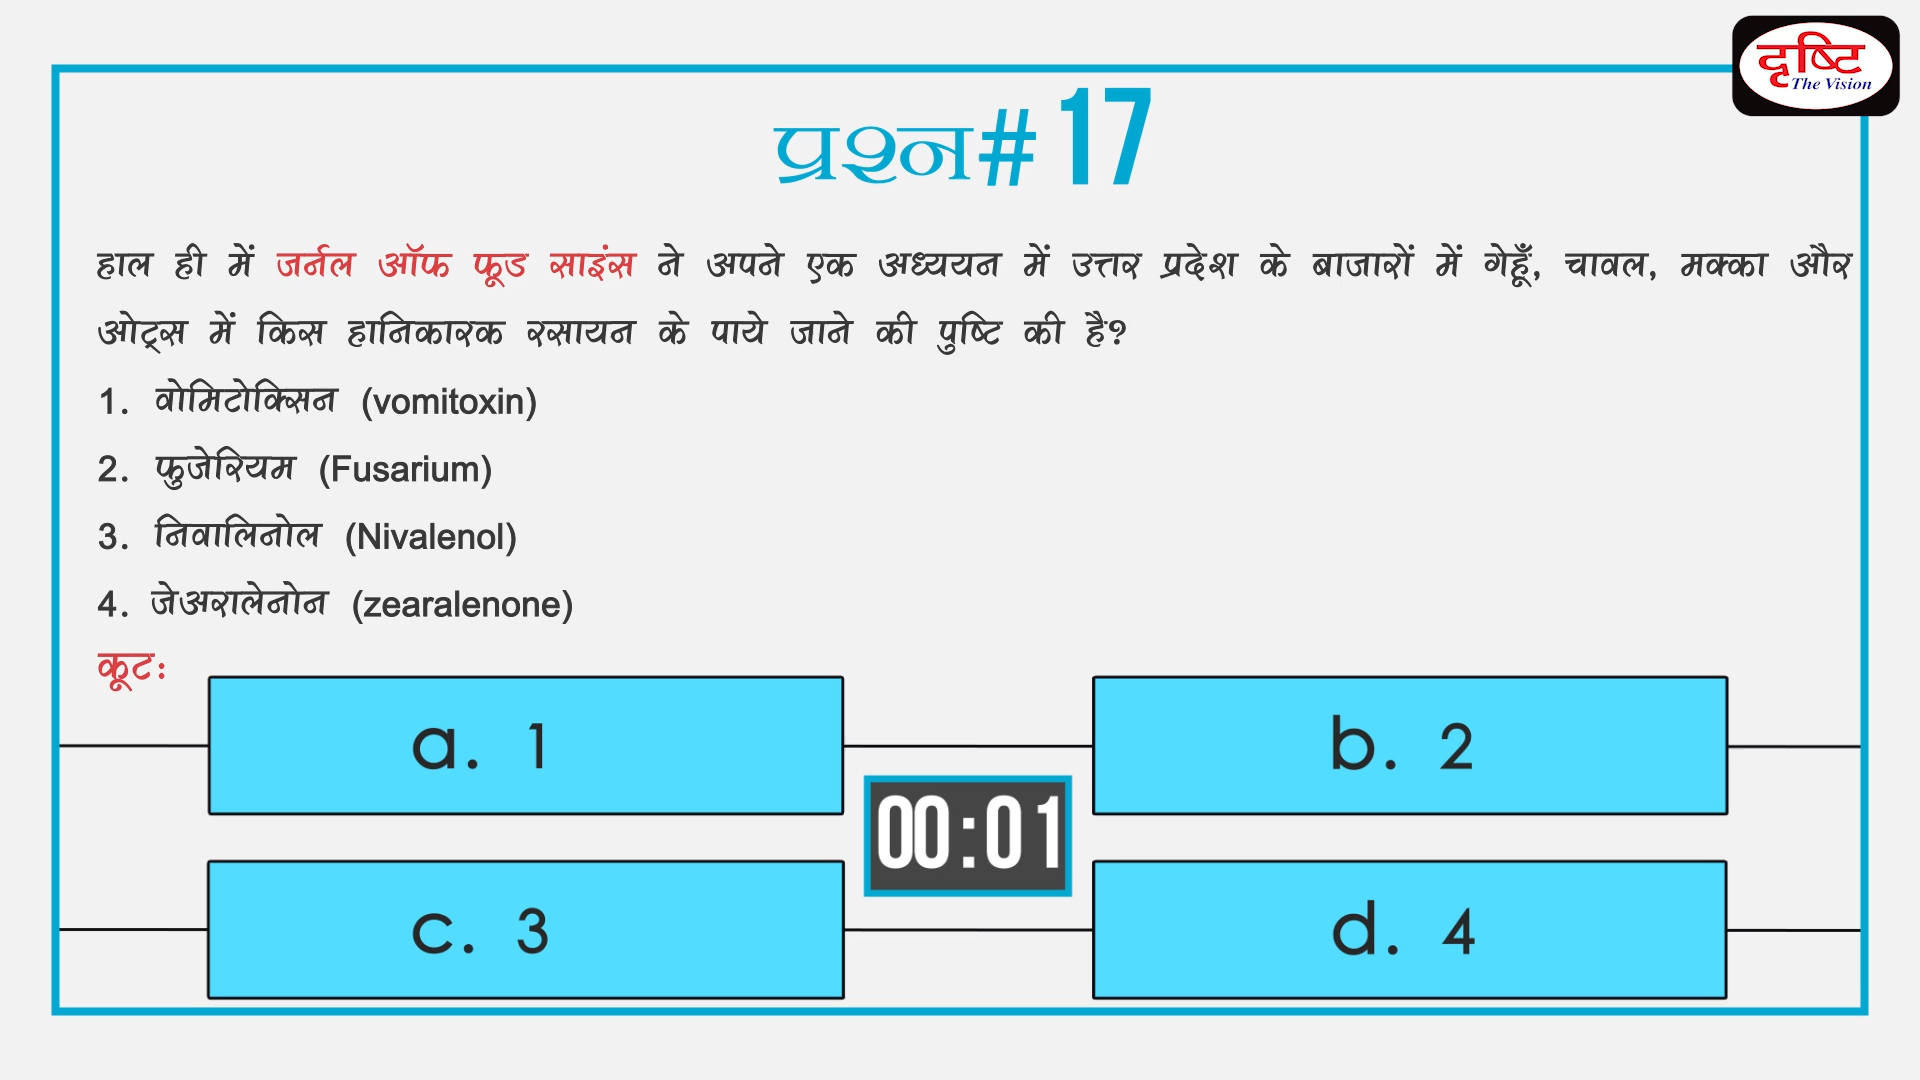 दृष्टि
The Vision
प्रश्न# 17
हाल ही में जर्नल ऑफ फूड साइंस ने अपने एक अध्ययन में उत्तर प्रदेश के बाजारों में गेहूँ, चावल, मक्का और
ओट्स में किस हानिकारक रसायन के पाये जाने की पुष्टि की है?
1. वोमिटोक्सिन (vomitoxin)
2. फुजेरियम (Fusarium)
3. निवालिनोल (Nivalenol)
4. जेअरालेनोन (zearalenone)
कूटः
a. 1
b. 2
00:01
c. 3
d. 4